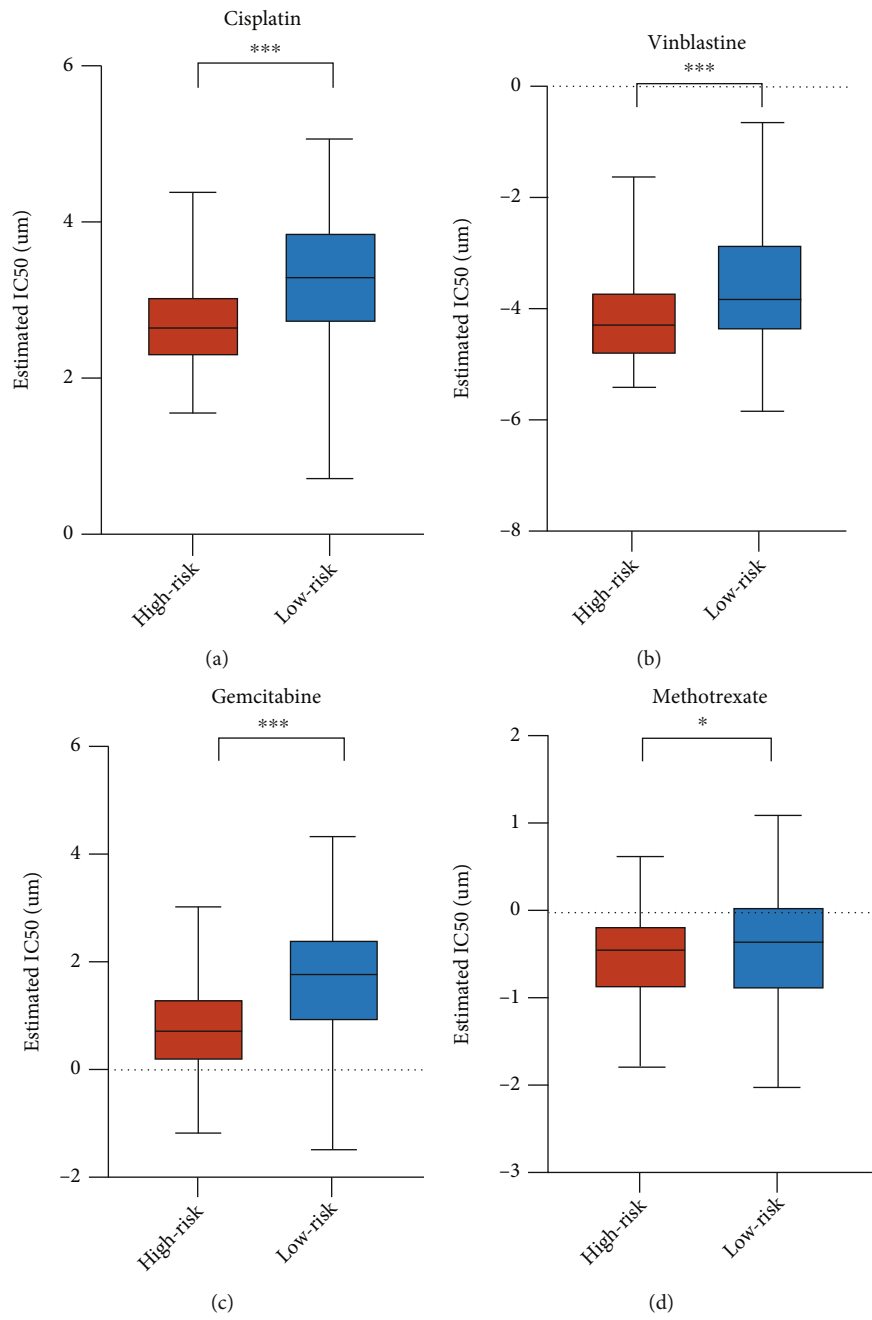 Cisplatin
***
6
4
2
0
Estimated IC50 (um)
High-risk
Low-risk
(a)
Vinblastine
***
0
−2
−4
−6
−8
Estimated IC50 (um)
High-risk
Low-risk
(b)
Gemcitabine
***
6
4
2
0
−2
Estimated IC50 (um)
High-risk
Low-risk
(c)
Methotrexate
*
2
1
0
−1
−2
−3
Estimated IC50 (um)
High-risk
Low-risk
(d)